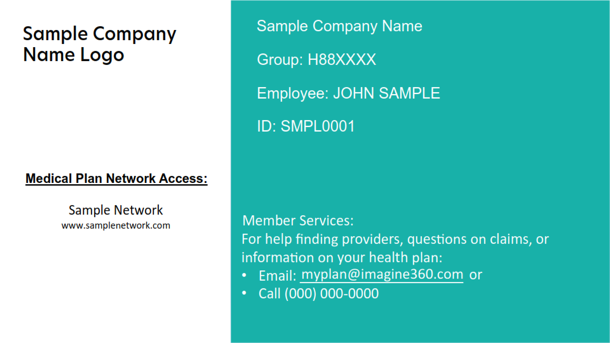 Sample Company
Name Logo
Medical Plan Network Access:
Sample Network
www.samplenetwork.com
Sample Company Name
Group: H88XXXX
Employee: JOHN SAMPLE
ID: SMPL0001
Member Services:
For help finding providers, questions on claims, or
information on your health plan:
• Email: myplan@imagine360.com or
• Call (000) 000-0000